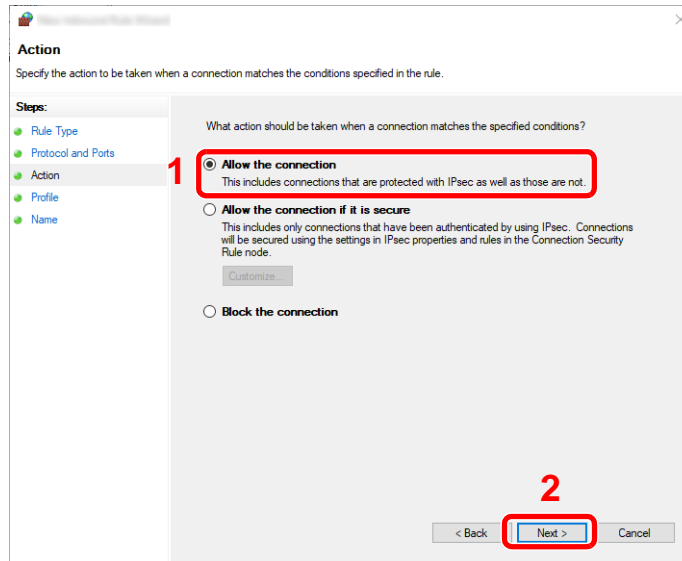 Action
Specify the action to be taken when a connection matches the conditions specified in the rule.
Steps:
Rule Type
Protocol and Ports
Action
Profile
Name
What action should be taken when a connection matches the specified conditions?
1
Allow the connection
This includes connections that are protected with IPsec as well as those are not.
Allow the connection if it is secure
This includes only connections that have been authenticated by using IPsec. Connections
will be secured using the settings in IPsec properties and rules in the Connection Security
Rule node.
Customize...
Block the connection
2
< Back
Next >
Cancel